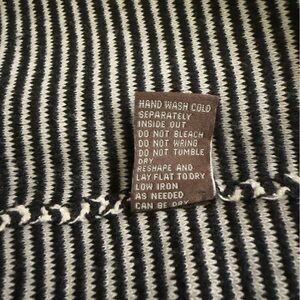 HAND WASH COLD
SEPARATELY
INSIDE OUT
DO NOT BLEACH
DO NOT WRING
DO NOT TUMBLE
DRY
RESHAPE AND
LAY FLAT TO DRY
LOW IRON
AS NEEDED
CAN BE DRY